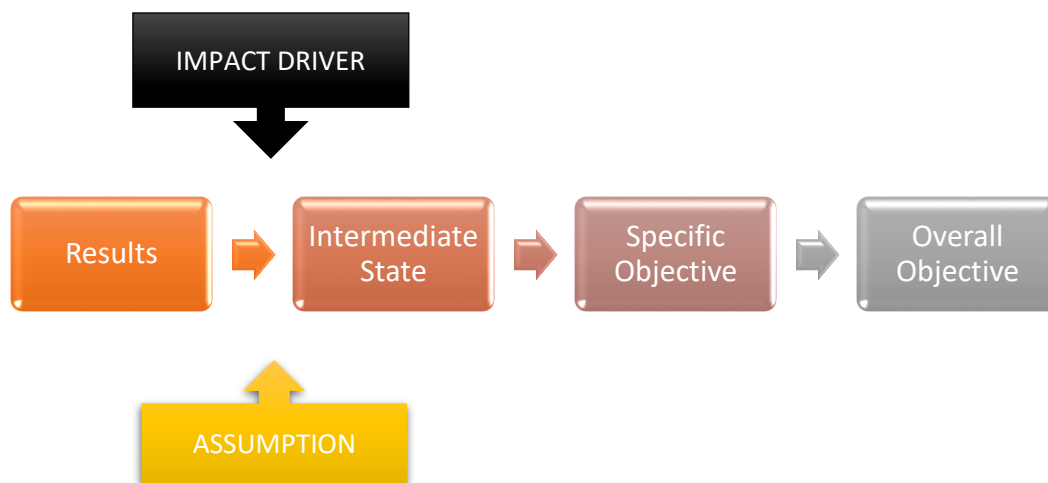 IMPACT DRIVER
Results
Intermediate
State
Specific
Objective
Overall
Objective
ASSUMPTION